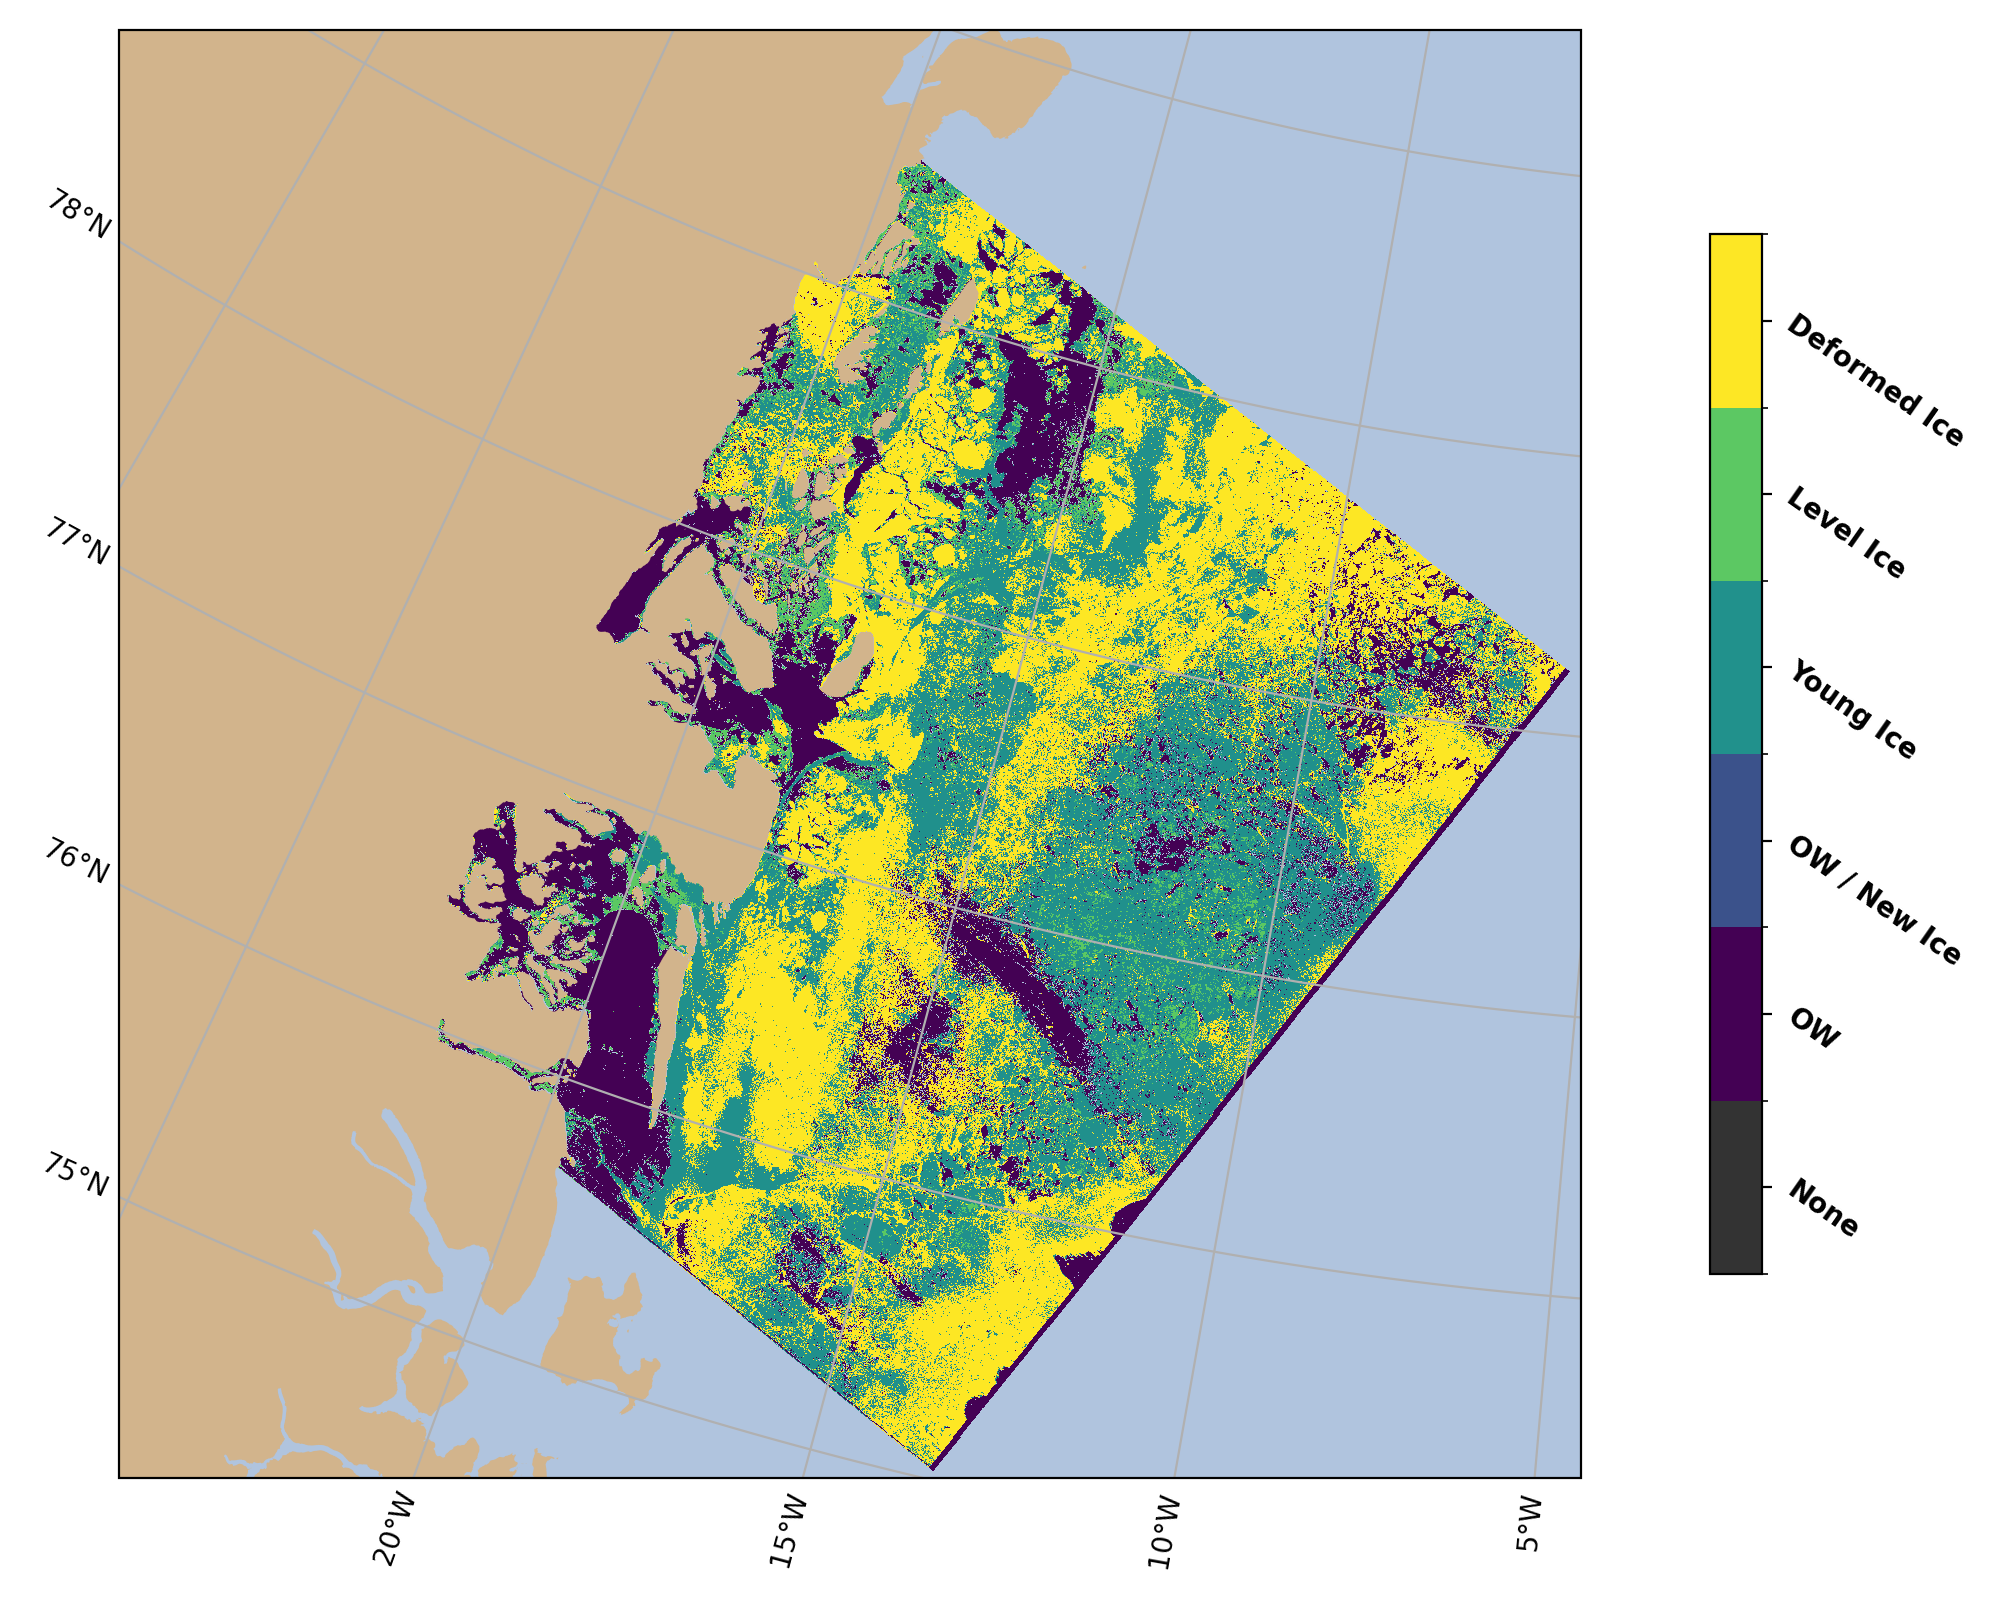 78°N
77°N
76°N
75°N
20°W
15°W
10°W
5°W
Deformed Ice
Level Ice
Young Ice
OW / New Ice
OW
None